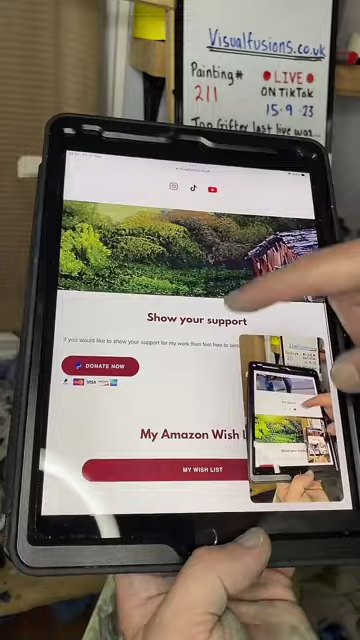 Visualfusions.co.uk
Painting#
211
LIVE
ON TIKTOK
15-9-23
Top Gifter last live was...
Show your support
If you would like to show your support for my work then feel free to
DONATE NOW
VISA
My Amazon Wish
MY WISH LIST